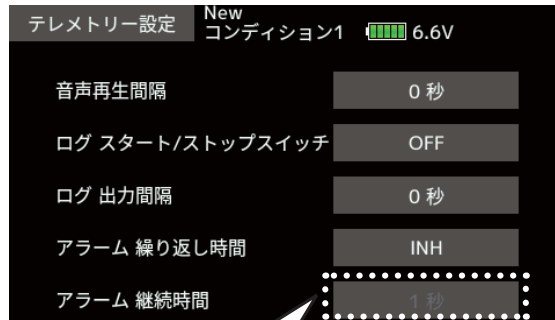 テレメトリー設定
New
コンディション1 6.6V
音声再生間隔 0 秒
ログ スタート/ストップスイッチ OFF
ログ 出力間隔 0 秒
アラーム 繰り返し時間 INH
アラーム 継続時間 1 秒